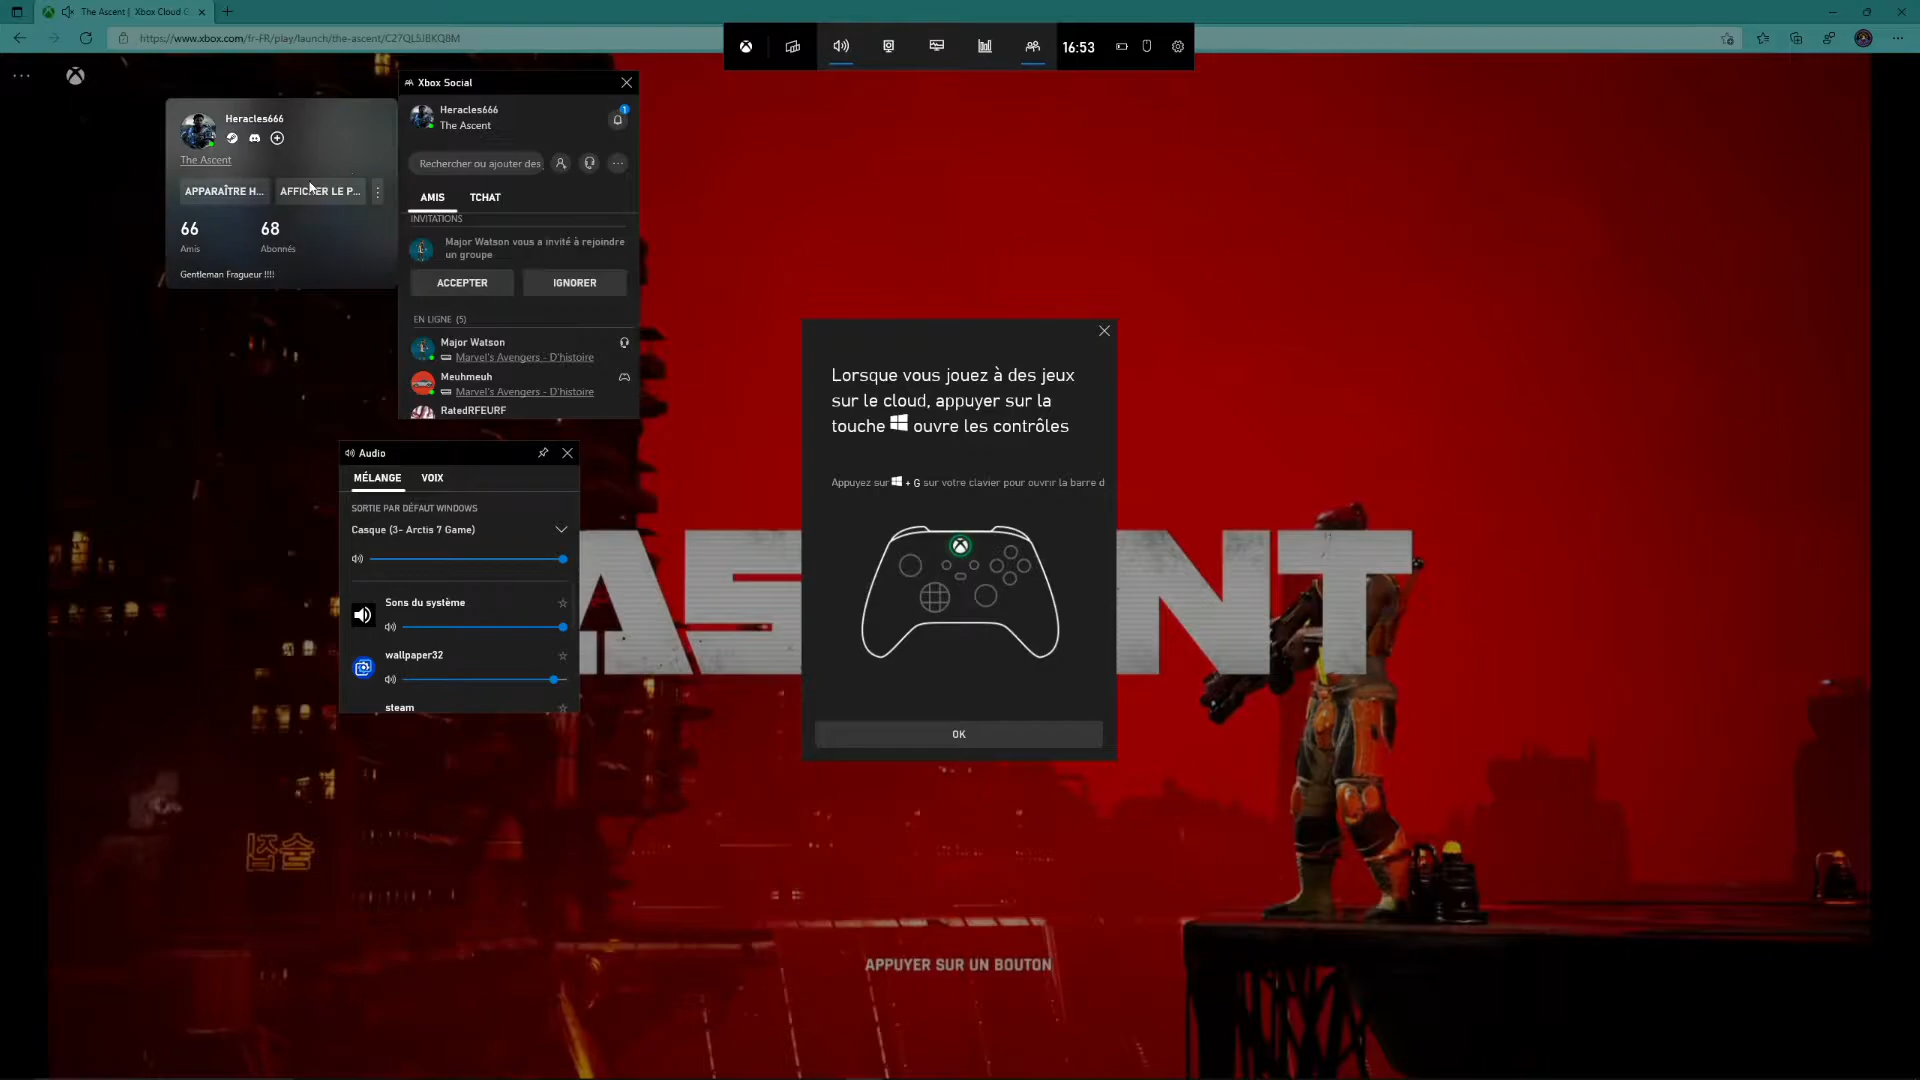 The Ascent | Xbox Cloud G
https://www.xbox.com/fr-FR/play/launch/the-ascent/C27QL5JBKQ8M
16:53
Heracles666
The Ascent
APPARAÎTRE H...
AFFICHER LE P...
66
68
Amis
Abonnés
Gentleman Fragueur !!!!
Xbox Social
Heracles666
The Ascent
1
Rechercher ou ajouter des
AMIS
TCHAT
INVITATIONS
Major Watson vous a invité à rejoindre
un groupe
ACCEPTER
IGNORER
EN LIGNE (5)
Major Watson
Marvel's Avengers - D'histoire
Meuhmeuh
Marvel's Avengers - D'histoire
RatedRFEURF
Audio
MÉLANGE
VOIX
SORTIE PAR DÉFAUT WINDOWS
Casque (3- Arctis 7 Game)
Sons du système
wallpaper32
steam
Lorsque vous jouez à des jeux
sur le cloud, appuyer sur la
touche ouvre les contrôles
Appuyez sur + G sur votre clavier pour ouvrir la barre d
OK
AS NT
APPUYER SUR UN BOUTON